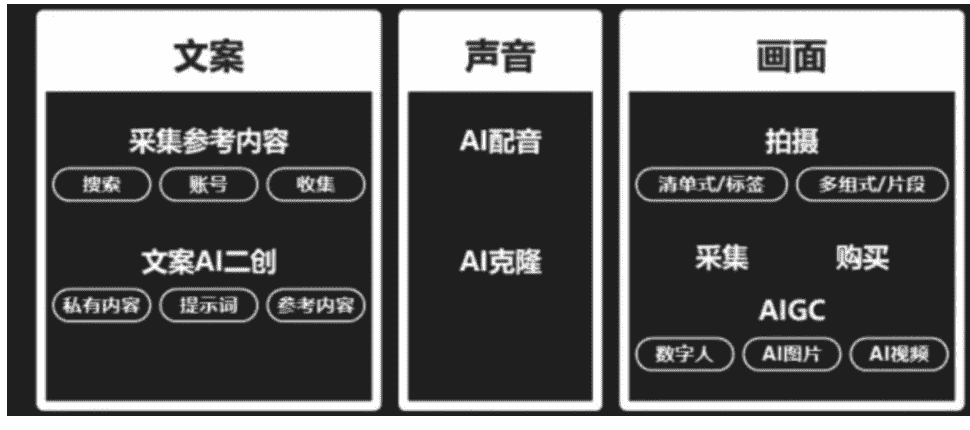 文案
采集参考内容
搜索 账号 收集
文案AI二创
私有内容 提示词 参考内容
声音
AI配音
AI克隆
画面
拍摄
清单式/标签 多组式/片段
采集 购买
AIGC
数字人 AI图片 AI视频